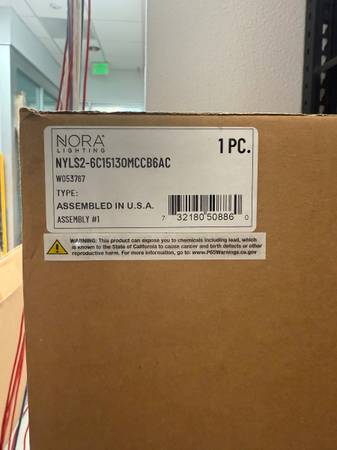 NORA
LIGHTING
1 PC.
NYLS2-6C15130MCCB6AC
W053767
TYPE:
ASSEMBLED IN U.S.A.
ASSEMBLY #1
7 32180 50886 0
WARNING: This product can expose you to chemicals including lead, which
is known to the State of California to cause cancer and birth defects or other
reproductive harm. For more information, go to: www.P65Warnings.ca.gov